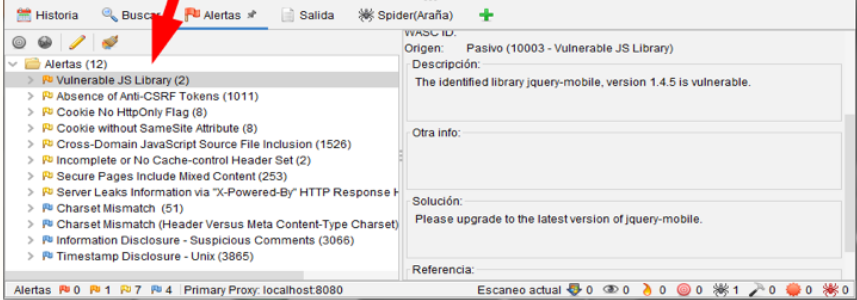 Historia Buscar Alertas Salida Spider(Araña)
Alertas (12)
Vulnerable JS Library (2)
Absence of Anti-CSRF Tokens (1011)
Cookie No HttpOnly Flag (8)
Cookie without SameSite Attribute (8)
Cross-Domain JavaScript Source File Inclusion (1526)
Incomplete or No Cache-control Header Set (2)
Secure Pages Include Mixed Content (253)
Server Leaks Information via "X-Powered-By" HTTP Response H
Charset Mismatch (51)
Charset Mismatch (Header Versus Meta Content-Type Charset)
Information Disclosure - Suspicious Comments (3066)
Timestamp Disclosure - Unix (3865)
WASC ID:
Origen: Pasivo (10003 - Vulnerable JS Library)
Descripción:
The identified library jquery-mobile, version 1.4.5 is vulnerable.
Otra info:
Solución:
Please upgrade to the latest version of jquery-mobile.
Referencia:
Alertas 0 1 7 4 Primary Proxy: localhost:8080 Escaneo actual 0 0 0 0 1 0 0 0